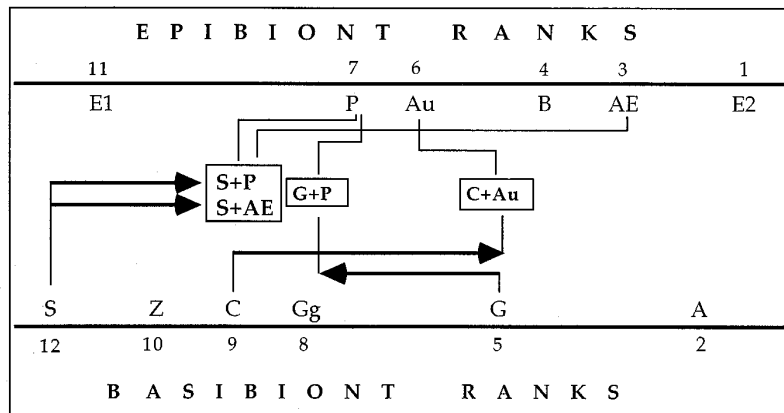 E P I B I O N T R A N K S
11 7 6 4 3 1
E1 P Au B AE E2
S+P
S+AE
G+P
C+Au
S Z C Gg G A
12 10 9 8 5 2
B A S I B I O N T R A N K S